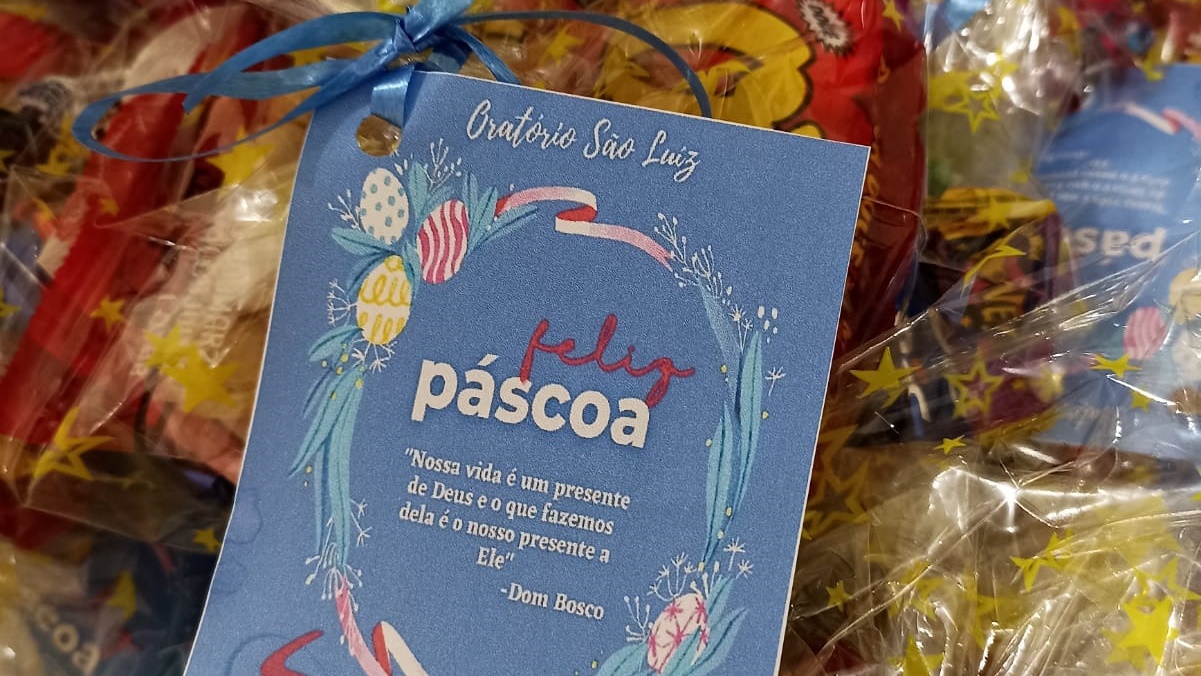 Oratório São Luiz
feliz
páscoa
"Nossa vida é um presente
de Deus e o que fazemos
dela é o nosso presente a
Ele"
-Dom Bosco